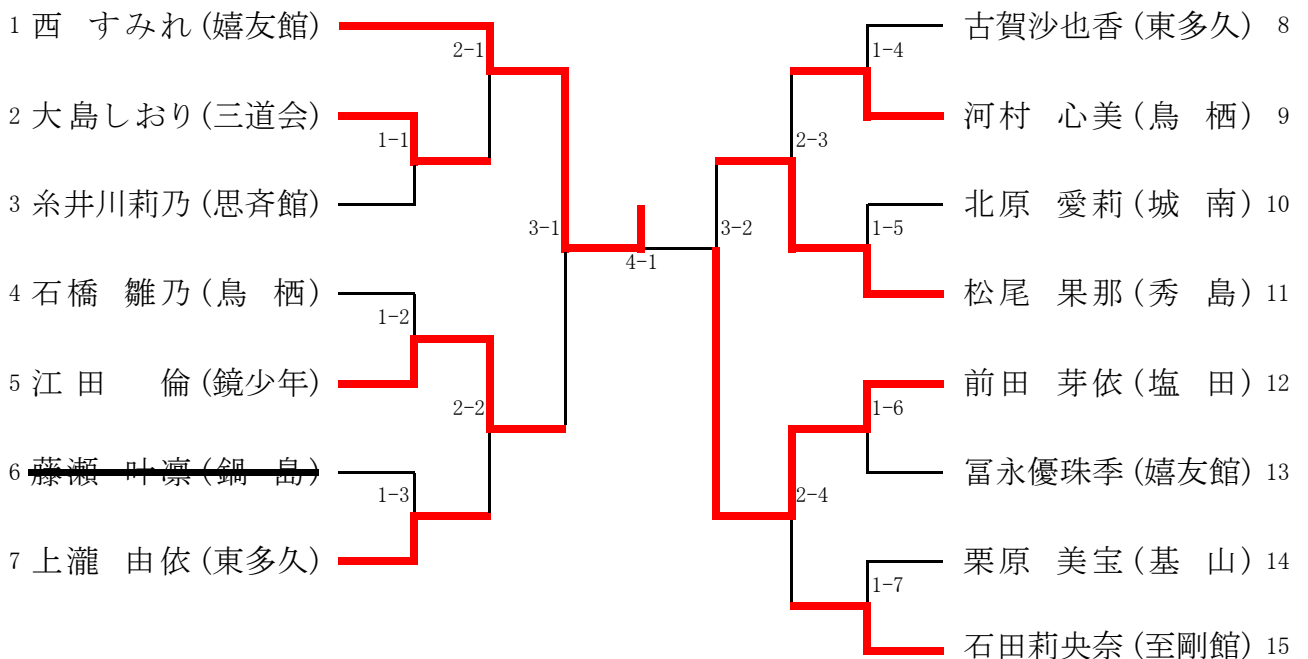 1 西 すみれ (嬉友館)
2-1
2 大島しおり (三道会)
1-1
3 糸井川莉乃 (思斉館)
3-1
4 石橋 雛乃 (鳥 栖)
1-2
5 江田 倫 (鏡少年)
2-2
6 藤瀬 叶凛 (鍋 島)
1-3
7 上瀧 由依 (東多久)
4-1
古賀沙也香 (東多久) 8
1-4
河村 心美 (鳥 栖) 9
2-3
北原 愛莉 (城 南) 10
3-2
1-5
松尾 果那 (秀 島) 11
前田 芽依 (塩 田) 12
1-6
冨永優珠季 (嬉友館) 13
2-4
栗原 美宝 (基 山) 14
1-7
石田莉央奈 (至剛館) 15